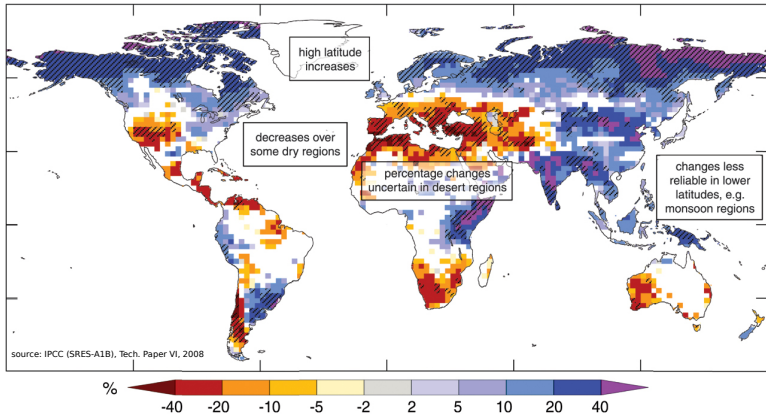 high latitude
increases
decreases over
some dry regions
percentage changes
uncertain in desert regions
changes less
reliable in lower
latitudes, e.g.
monsoon regions
source: IPCC (SRES-A1B), Tech. Paper VI, 2008
%
-40 -20 -10 -5 -2 2 5 10 20 40